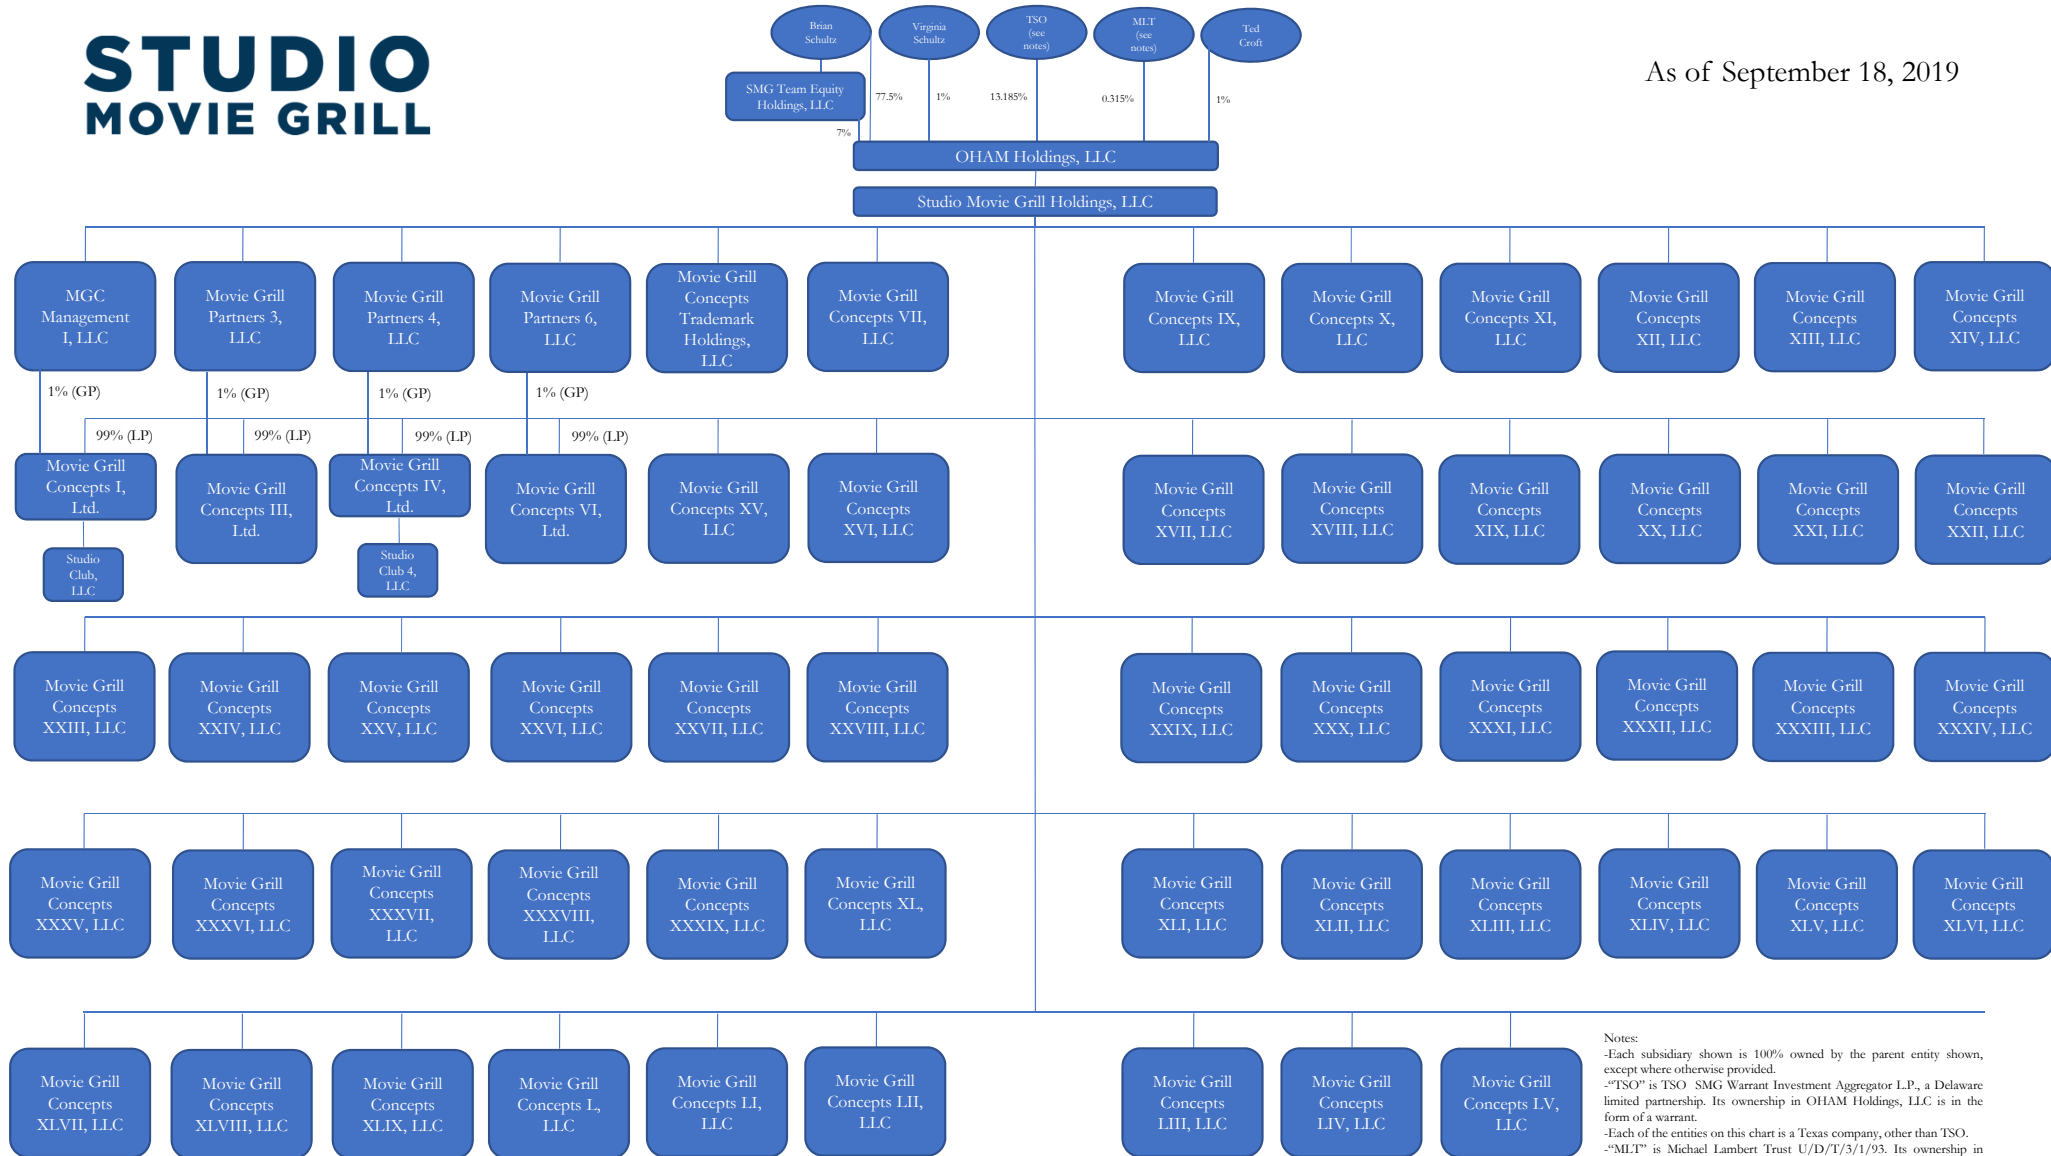 STUDIO
MOVIE GRILL
As of September 18, 2019
Brian
Schultz
Virginia
Schultz
TSO
(see
notes)
MLT
(see
notes)
Ted
Croft
SMG Team Equity
Holdings, LLC
77.5%
1%
13.185%
0.315%
1%
7%
OHAM Holdings, LLC
Studio Movie Grill Holdings, LLC
MGC
Management
I, LLC
Movie Grill
Partners 3,
LLC
Movie Grill
Partners 4,
LLC
Movie Grill
Partners 6,
LLC
Movie Grill
Concepts
Trademark
Holdings,
LLC
Movie Grill
Concepts VII,
LLC
Movie Grill
Concepts IX,
LLC
Movie Grill
Concepts X,
LLC
Movie Grill
Concepts XI,
LLC
Movie Grill
Concepts
XII, LLC
Movie Grill
Concepts
XIII, LLC
Movie Grill
Concepts
XIV, LLC
1% (GP)
1% (GP)
1% (GP)
1% (GP)
99% (LP)
99% (LP)
99% (LP)
99% (LP)
Movie Grill
Concepts I,
Ltd.
Movie Grill
Concepts III,
Ltd.
Movie Grill
Concepts IV,
Ltd.
Movie Grill
Concepts VI,
Ltd.
Movie Grill
Concepts XV,
LLC
Movie Grill
Concepts
XVI, LLC
Movie Grill
Concepts
XVII, LLC
Movie Grill
Concepts
XVIII, LLC
Movie Grill
Concepts
XIX, LLC
Movie Grill
Concepts
XX, LLC
Movie Grill
Concepts
XXI, LLC
Movie Grill
Concepts
XXII, LLC
Studio
Club,
LLC
Studio
Club 4,
LLC
Movie Grill
Concepts
XXIII, LLC
Movie Grill
Concepts
XXIV, LLC
Movie Grill
Concepts
XXV, LLC
Movie Grill
Concepts
XXVI, LLC
Movie Grill
Concepts
XXVII, LLC
Movie Grill
Concepts
XXVIII, LLC
Movie Grill
Concepts
XXIX, LLC
Movie Grill
Concepts
XXX, LLC
Movie Grill
Concepts
XXXI, LLC
Movie Grill
Concepts
XXXII, LLC
Movie Grill
Concepts
XXXIII, LLC
Movie Grill
Concepts
XXXIV, LLC
Movie Grill
Concepts
XXXV, LLC
Movie Grill
Concepts
XXXVI, LLC
Movie Grill
Concepts
XXXVII,
LLC
Movie Grill
Concepts
XXXVIII,
LLC
Movie Grill
Concepts
XXXIX, LLC
Movie Grill
Concepts XL,
LLC
Movie Grill
Concepts
XLI, LLC
Movie Grill
Concepts
XLII, LLC
Movie Grill
Concepts
XLIII, LLC
Movie Grill
Concepts
XLIV, LLC
Movie Grill
Concepts
XLV, LLC
Movie Grill
Concepts
XLVI, LLC
Movie Grill
Concepts
XLVII, LLC
Movie Grill
Concepts
XLVIII, LLC
Movie Grill
Concepts
XLIX, LLC
Movie Grill
Concepts L,
LLC
Movie Grill
Concepts LI,
LLC
Movie Grill
Concepts LII,
LLC
Movie Grill
Concepts
LIII, LLC
Movie Grill
Concepts
LIV, LLC
Movie Grill
Concepts LV,
LLC
Notes:
-Each subsidiary shown is 100% owned by the parent entity shown,
except where otherwise provided.
-“TSO” is TSO SMG Warrant Investment Aggregator L.P., a Delaware
limited partnership. Its ownership in OHAM Holdings, LLC is in the
form of a warrant.
-Each of the entities on this chart is a Texas company, other than TSO.
-“MLT” is Michael Lambert Trust U/D/T/3/1/93. Its ownership in